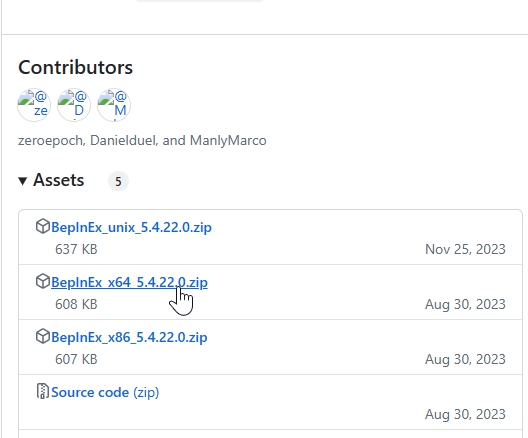 Contributors
@ ze
@ D i
@ M
zeroepoch, Danielduel, and ManlyMarco
Assets 5
BepInEx_unix_5.4.22.0.zip
637 KB Nov 25, 2023
BepInEx_x64_5.4.22.0.zip
608 KB Aug 30, 2023
BepInEx_x86_5.4.22.0.zip
607 KB Aug 30, 2023
Source code (zip)
Aug 30, 2023